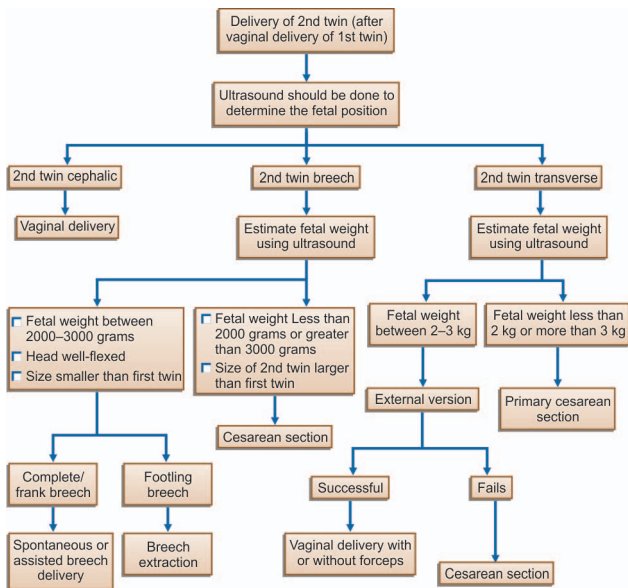 Delivery of 2nd twin (after
vaginal delivery of 1st twin)
Ultrasound should be done to
determine the fetal position
2nd twin cephalic
2nd twin breech
2nd twin transverse
Vaginal delivery
Estimate fetal weight
using ultrasound
Estimate fetal weight
using ultrasound
Fetal weight between
2000–3000 grams
Head well-flexed
Size smaller than first twin
Fetal weight Less than
2000 grams or greater
than 3000 grams
Size of 2nd twin larger
than first twin
Fetal weight
between 2–3 kg
Fetal weight less than
2 kg or more than 3 kg
Cesarean section
External version
Primary cesarean
section
Complete/
frank breech
Footling
breech
Successful
Fails
Spontaneous or
assisted breech
delivery
Breech
extraction
Vaginal delivery with
or without forceps
Cesarean section